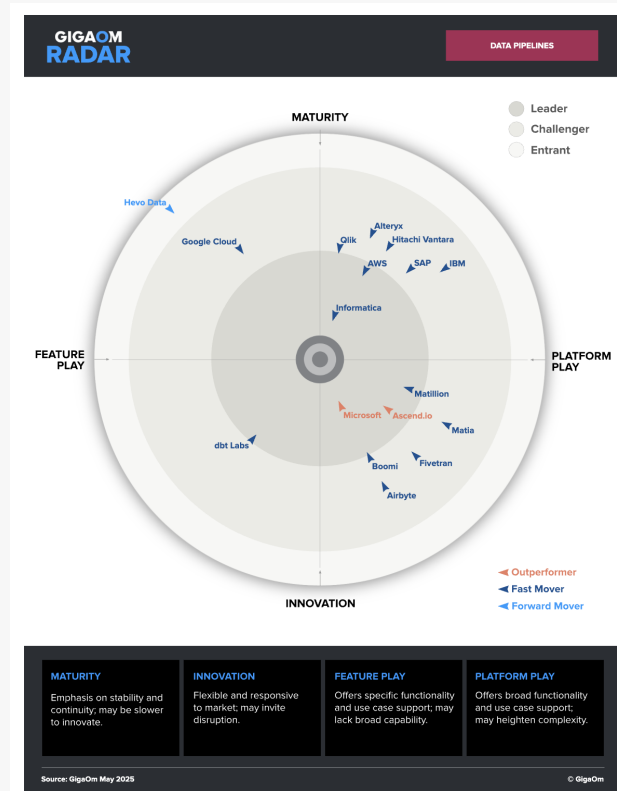 GIGAOM
RADAR
DATA PIPELINES
Leader
Challenger
Entrant
MATURITY
Hevo Data
Alteryx
Google Cloud
Qlik
Hitachi Vantara
AWS
SAP
IBM
Informatica
FEATURE
PLAY
PLATFORM
PLAY
Matillion
Microsoft
Ascend.io
Matia
dbt Labs
Boomi
Fivetran
Airbyte
Outperformer
Fast Mover
Forward Mover
INNOVATION
MATURITY
Emphasis on stability and
continuity; may be slower
to innovate.
INNOVATION
Flexible and responsive
to market; may invite
disruption.
FEATURE PLAY
Offers specific functionality
and use case support; may
lack broad capability.
PLATFORM PLAY
Offers broad functionality
and use case support;
may heighten complexity.
Source: GigaOm May 2025
© GigaOm